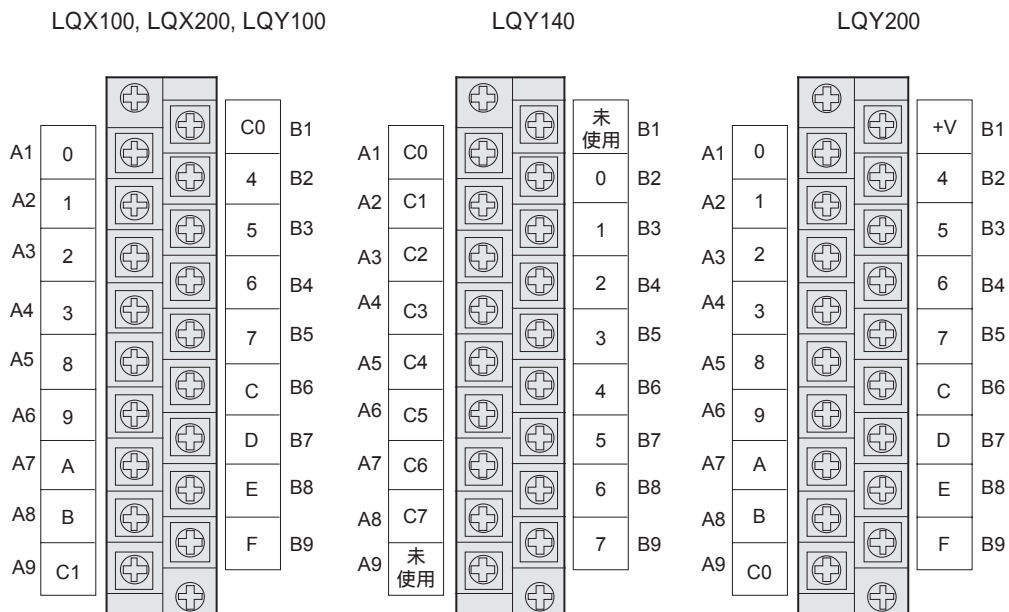 LQX100, LQX200, LQY100
C0 B1
A1 0
4 B2
A2 1
5 B3
A3 2
6 B4
A4 3
7 B5
A5 8
C B6
A6 9
D B7
A7 A
E B8
A8 B
F B9
A9 C1
LQY140
未
使用 B1
A1 C0
0 B2
A2 C1
1 B3
A3 C2
2 B4
A4 C3
3 B5
A5 C4
4 B6
A6 C5
5 B7
A7 C6
6 B8
A8 C7
7 B9
A9 未
使用
LQY200
+V B1
A1 0
4 B2
A2 1
5 B3
A3 2
6 B4
A4 3
7 B5
A5 8
C B6
A6 9
D B7
A7 A
E B8
A8 B
F B9
A9 C0